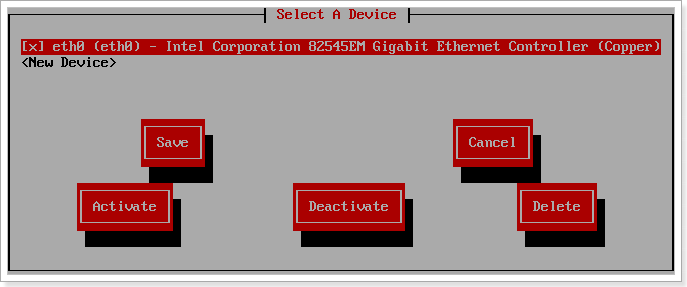 Select A Device
[x] eth0 (eth0) - Intel Corporation 82545EM Gigabit Ethernet Controller (Copper)
<New Device>
Save
Cancel
Activate
Deactivate
Delete